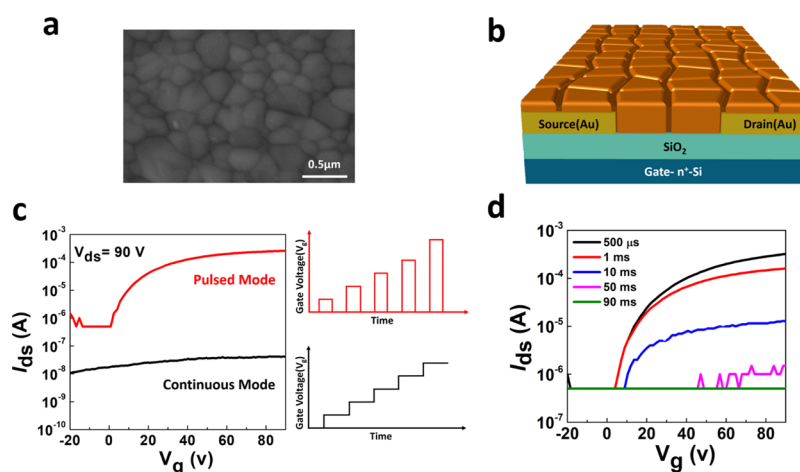 a
0.5μm
b
Source(Au)
Drain(Au)
SiO2
Gate- n+-Si
c
10-3
10-4
10-5
10-6
10-7
10-8
10-9
10-10
Ids (A)
Vds= 90 V
Pulsed Mode
Continuous Mode
-20 0 20 40 60 80
Vg (v)
Gate Voltage(Vg)
Time
Gate Voltage(Vg)
Time
d
10-3
10-4
10-5
10-6
10-7
Ids (A)
500 μs
1 ms
10 ms
50 ms
90 ms
-20 0 20 40 60 80
Vg (v)